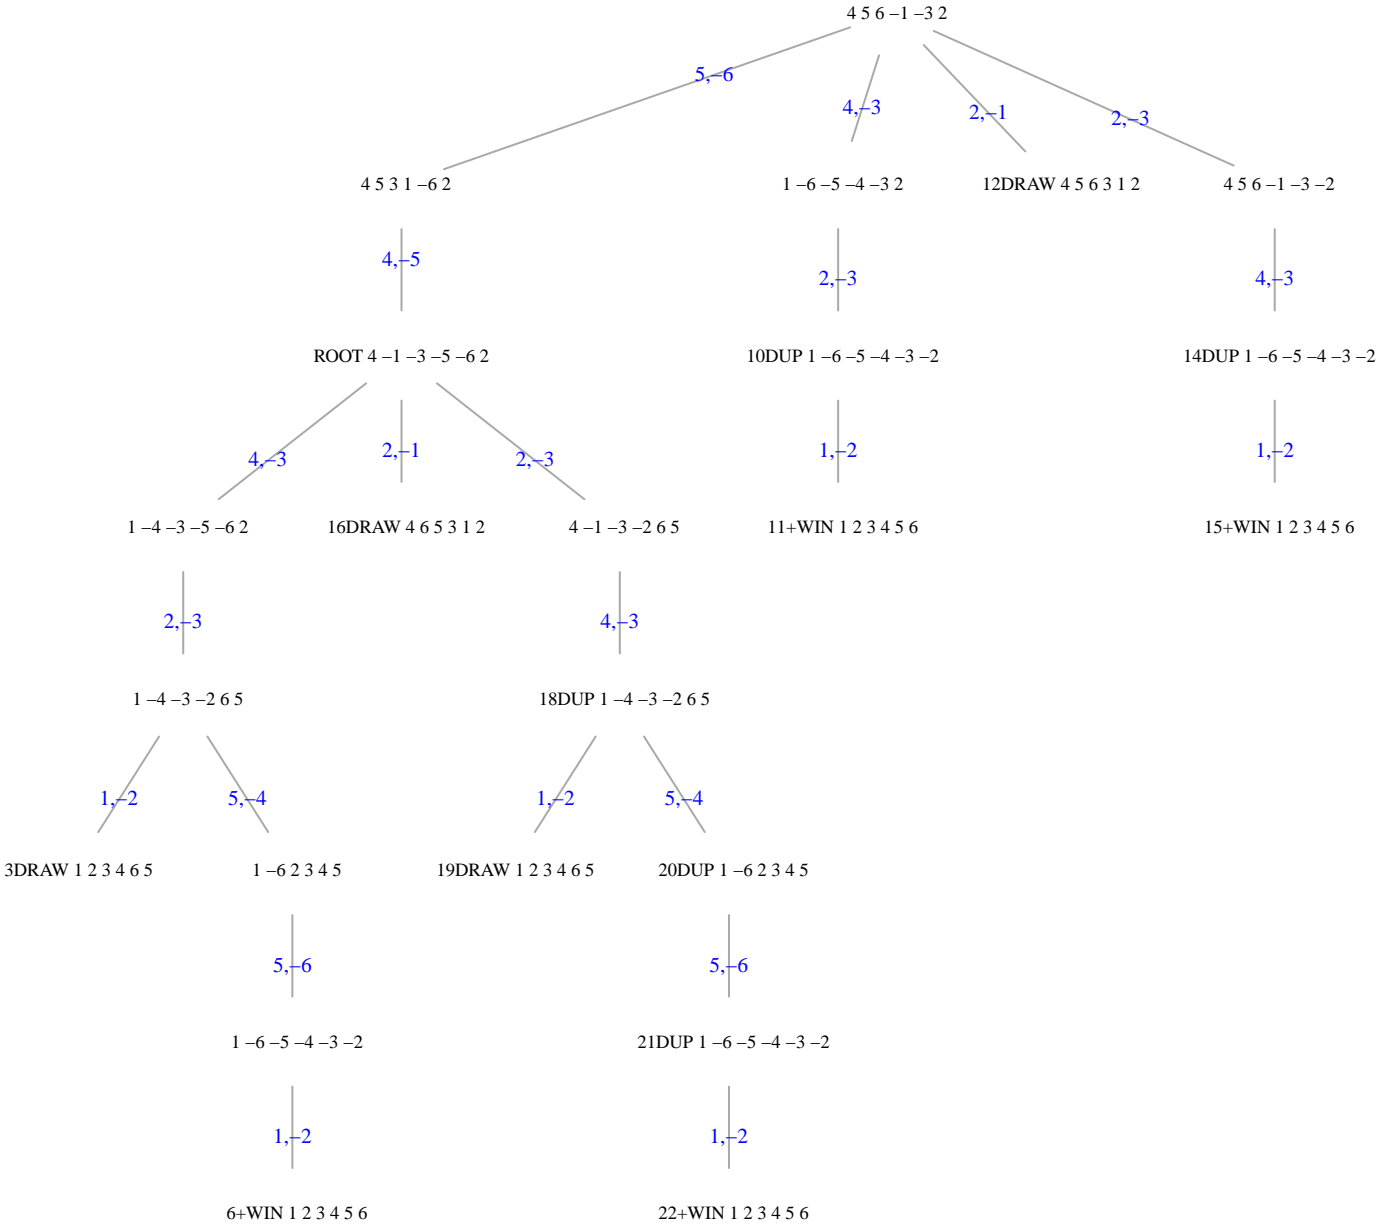 4 5 6 –1 –3 2
5,–6
4,–3
2,–1
2,–3
4 5 3 1 –6 2
1 –6 –5 –4 –3 2
12DRAW 4 5 6 3 1 2
4 5 6 –1 –3 –2
4,–5
2,–3
4,–3
ROOT 4 –1 –3 –5 –6 2
10DUP 1 –6 –5 –4 –3 –2
14DUP 1 –6 –5 –4 –3 –2
4,–3
2,–1
2,–3
1,–2
1,–2
1 –4 –3 –5 –6 2
16DRAW 4 6 5 3 1 2
4 –1 –3 –2 6 5
11+WIN 1 2 3 4 5 6
15+WIN 1 2 3 4 5 6
2,–3
4,–3
1 –4 –3 –2 6 5
18DUP 1 –4 –3 –2 6 5
1,–2
5,–4
1,–2
5,–4
3DRAW 1 2 3 4 6 5
1 –6 2 3 4 5
19DRAW 1 2 3 4 6 5
20DUP 1 –6 2 3 4 5
5,–6
5,–6
1 –6 –5 –4 –3 –2
21DUP 1 –6 –5 –4 –3 –2
1,–2
1,–2
6+WIN 1 2 3 4 5 6
22+WIN 1 2 3 4 5 6